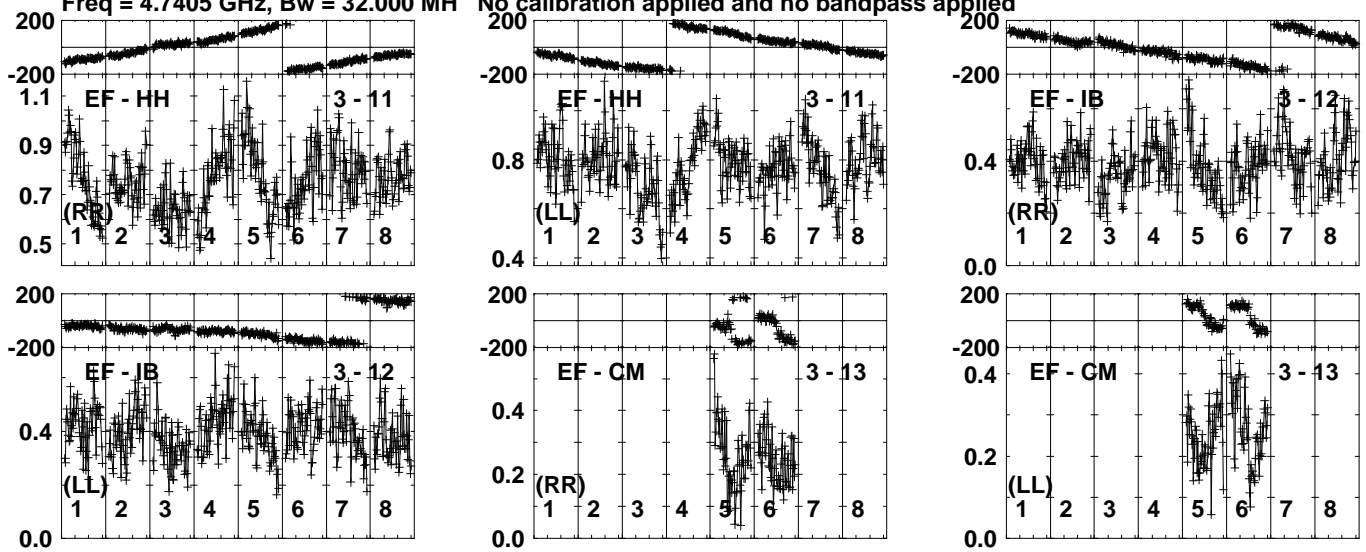 Freq = 4.7405 GHz, Bw = 32.000 MH No calibration applied and no bandpass applied
200
-200
1.1
0.9
0.7
0.5
EF - HH 3 - 11
(RR)
1 2 3 4 5 6 7 8
200
-200
0.8
0.4
EF - HH 3 - 11
(LL)
1 2 3 4 5 6 7 8
200
-200
0.4
0.0
EF - IB 3 - 12
(RR)
1 2 3 4 5 6 7 8
200
-200
0.4
0.0
EF - IB 3 - 12
(LL)
1 2 3 4 5 6 7 8
200
-200
0.4
0.2
0.0
EF - CM 3 - 13
(RR)
1 2 3 4 5 6 7 8
200
-200
0.4
0.2
0.0
EF - CM 3 - 13
(LL)
1 2 3 4 5 6 7 8